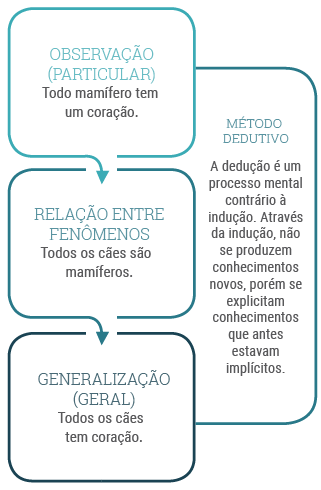 OBSERVAÇÃO
(PARTICULAR)
Todo mamífero tem
um coração.
RELAÇÃO ENTRE
FENÔMENOS
Todos os cães são
mamíferos.
GENERALIZAÇÃO
(GERAL)
Todos os cães
tem coração.
MÉTODO
DEDUTIVO
A dedução é um
processo mental
contrário à
indução. Através
da indução, não
se produzem
conhecimentos
novos, porém se
explicitam
conhecimentos
que antes
estavam
implícitos.